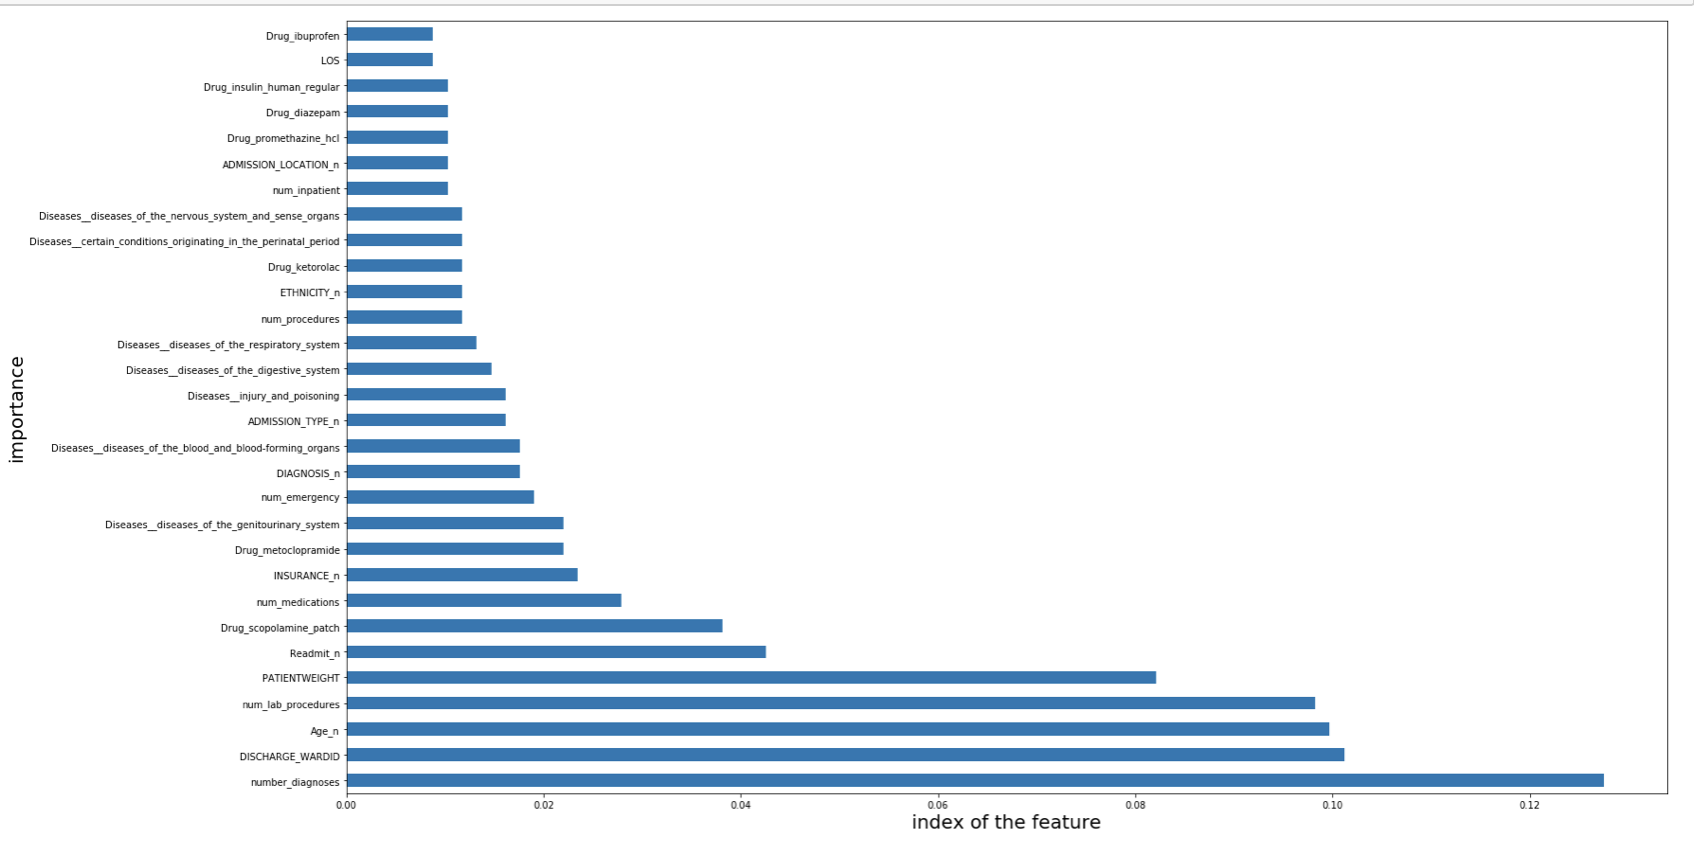 Drug_ibuprofen
LOS
Drug_insulin_human_regular
Drug_diazepam
Drug_promethazine_hcl
ADMISSION_LOCATION_n
num_inpatient
Diseases__diseases_of_the_nervous_system_and_sense_organs
Diseases__certain_conditions_originating_in_the_perinatal_period
Drug_ketorolac
ETHNICITY_n
num_procedures
Diseases__diseases_of_the_respiratory_system
Diseases__diseases_of_the_digestive_system
Diseases__injury_and_poisoning
ADMISSION_TYPE_n
Diseases__diseases_of_the_blood_and_blood-forming_organs
DIAGNOSIS_n
num_emergency
Diseases__diseases_of_the_genitourinary_system
Drug_metoclopramide
INSURANCE_n
num_medications
Drug_scopolamine_patch
Readmit_n
PATIENTWEIGHT
num_lab_procedures
Age_n
DISCHARGE_WARDID
number_diagnoses
importance
0.00 0.02 0.04 0.06 0.08 0.10 0.12
index of the feature